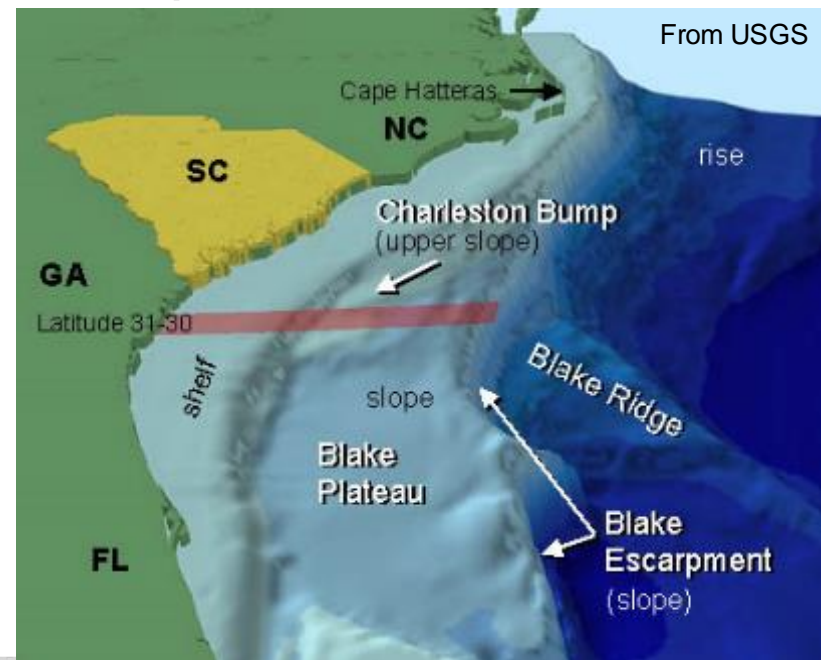 From USGS
Cape Hatteras
NC
rise
SC
Charleston Bump
(upper slope)
GA
Latitude 31-30
shelf
slope
Blake Ridge
Blake
Plateau
FL
Blake
Escarpment
(slope)